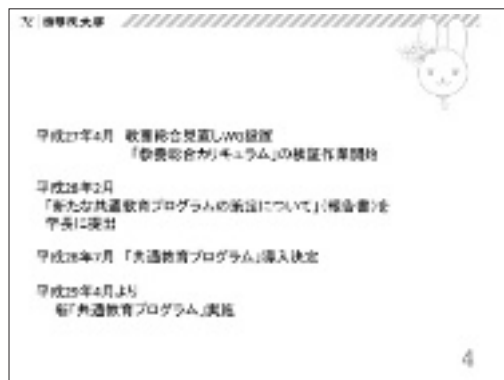 平成27年4月 教養総合見直しWG設置
「教養総合カリキュラム」の検証作業開始
平成28年2月
「新たな共通教育プログラムの策定について」(報告書)を
学長に提出
平成28年7月 「共通教育プログラム」導入決定
平成29年4月より
新「共通教育プログラム」実施
4